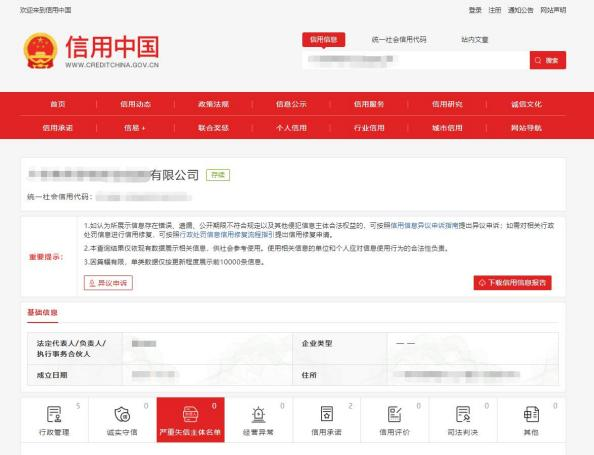 欢迎来到信用中国
登录 注册 通知公告 网站声明
信用中国
WWW.CREDITCHINA.GOV.CN
信用信息 统一社会信用代码 站内文章
搜索
首页 信用动态 政策法规 信息公示 信用服务 信用研究 诚信文化
信用承诺 信易+ 联合奖惩 个人信用 行业信用 城市信用 网站导航
有限公司 存续
统一社会信用代码:
重要提示:
1.如认为所展示信息存在错误、遗漏、公开期限不符合规定以及其他侵犯信息主体合法权益的,可按照信用信息异议申诉指南提出异议申诉;如需对相关行政
处罚信息进行信用修复,可按照行政处罚信息信用修复流程指引提出信用修复申请。
2.本查询结果仅依现有数据展示相关信息,供社会参考使用。使用相关信息的单位和个人应对信息使用行为的合法性负责。
3.因篇幅有限,单类数据仅按更新程度展示前10000条信息。
异议申诉 下载信用信息报告
基础信息
法定代表人/负责人/
执行事务合伙人
企业类型 — —
成立日期 住所
5 0 0 0 2 0 0 0
行政管理 诚实守信 严重失信主体名单 经营异常 信用承诺 信用评价 司法判决 其他